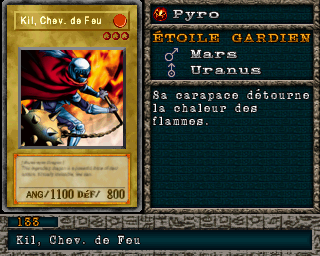 Kil, Chev. de Feu
ANG/1100 DÉF/ 800
Pyro
ÉTOILE GARDIEN
Mars
Uranus
Sa carapace détourne
la chaleur des
flammes.
133
Kil, Chev. de Feu